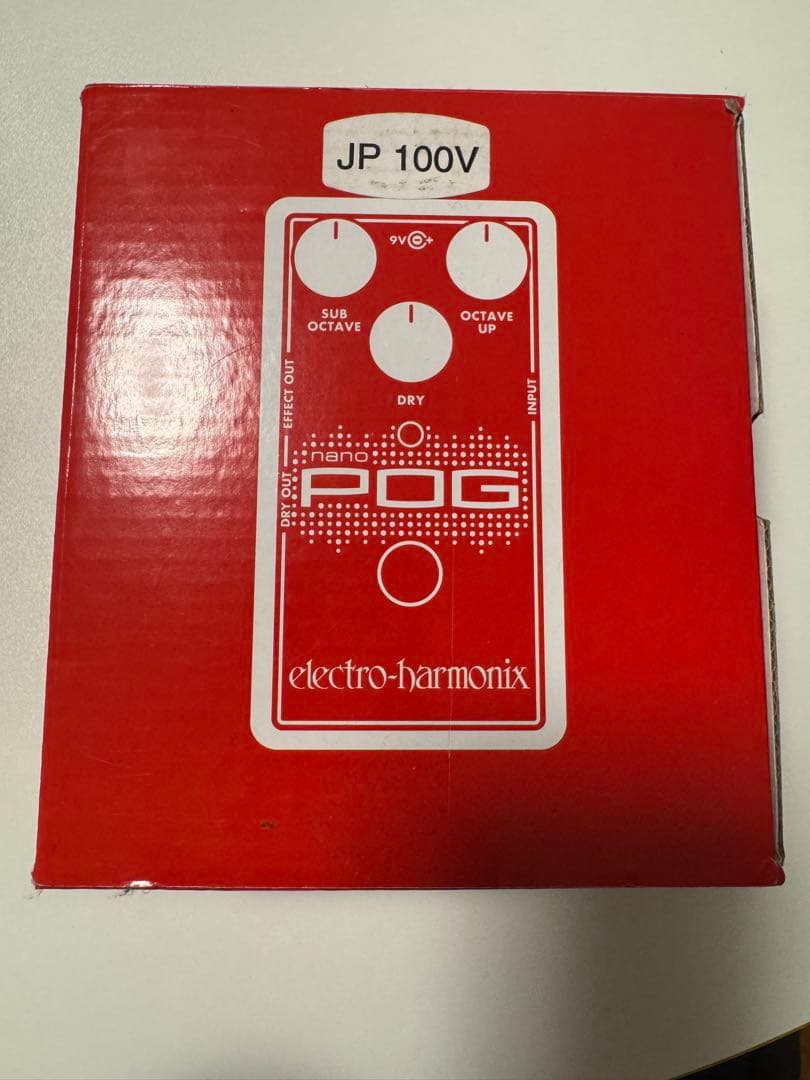 JP 100V
9V +
SUB
OCTAVE
OCTAVE
UP
DRY
EFFECT OUT
INPUT
DRY OUT
nano
POG
electro-harmonix